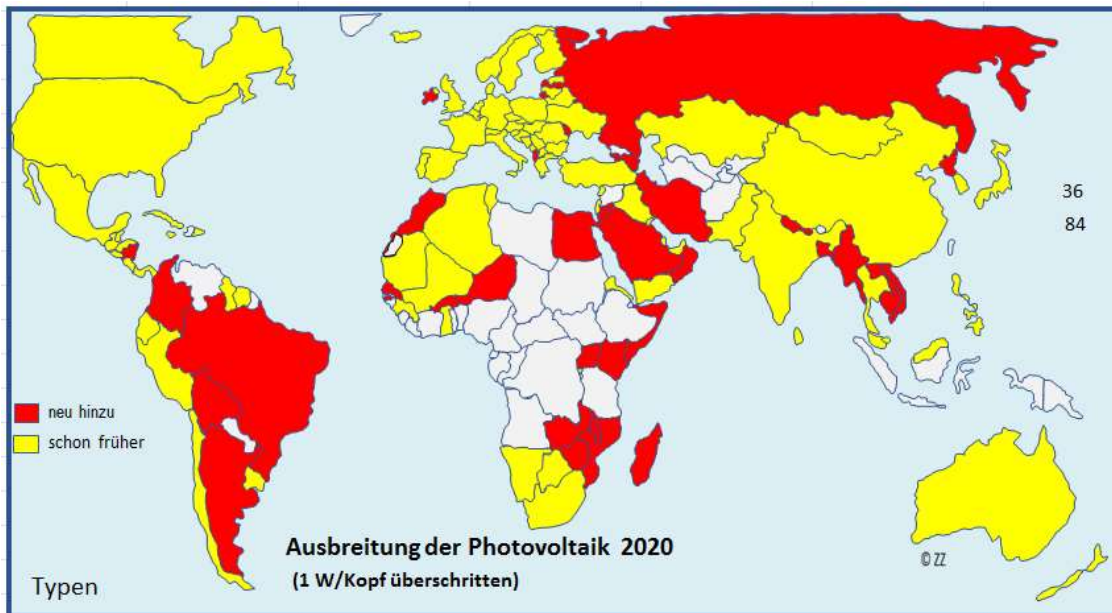 36
84
neu hinzu
schon früher
Ausbreitung der Photovoltaik 2020
(1 W/Kopf überschritten)
© ZZ
Typen